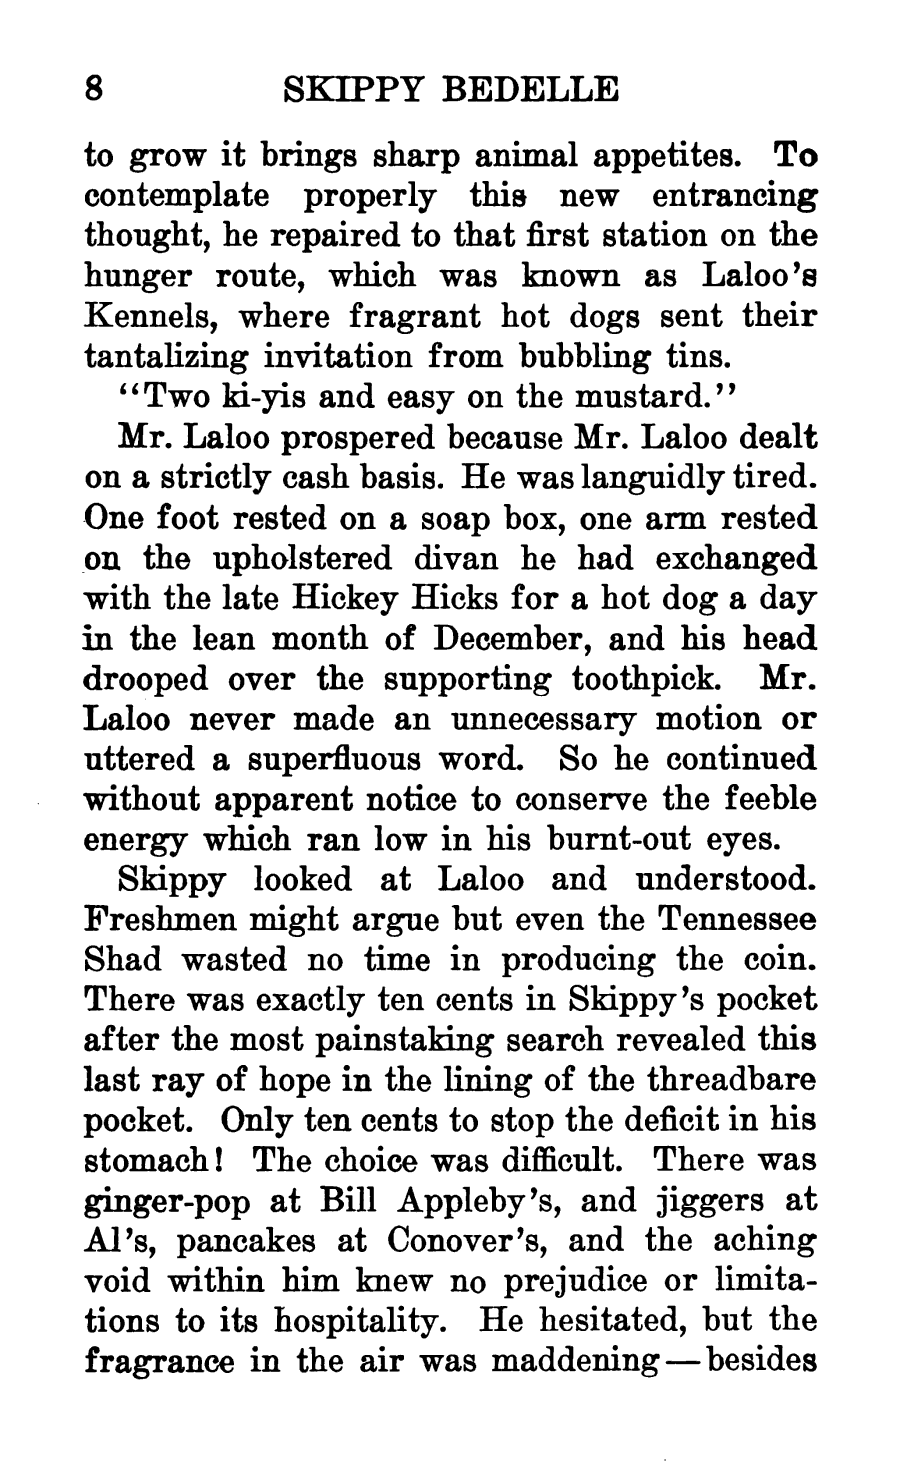 8 SKIPPY BEDELLE
to grow it brings sharp animal appetites. To
contemplate properly this new entrancing
thought, he repaired to that first station on the
hunger route, which was known as Laloo's
Kennels, where fragrant hot dogs sent their
tantalizing invitation from bubbling tins.
"Two ki-yis and easy on the mustard."
Mr. Laloo prospered because Mr. Laloo dealt
on a strictly cash basis. He was languidly tired.
One foot rested on a soap box, one arm rested
on the upholstered divan he had exchanged
with the late Hickey Hicks for a hot dog a day
in the lean month of December, and his head
drooped over the supporting toothpick. Mr.
Laloo never made an unnecessary motion or
uttered a superfluous word. So he continued
without apparent notice to conserve the feeble
energy which ran low in his burnt-out eyes.
Skippy looked at Laloo and understood.
Freshmen might argue but even the Tennessee
Shad wasted no time in producing the coin.
There was exactly ten cents in Skippy's pocket
after the most painstaking search revealed this
last ray of hope in the lining of the threadbare
pocket. Only ten cents to stop the deficit in his
stomach! The choice was difficult. There was
ginger-pop at Bill Appleby's, and jiggers at
Al's, pancakes at Conover's, and the aching
void within him knew no prejudice or limita-
tions to its hospitality. He hesitated, but the
fragrance in the air was maddening—besides